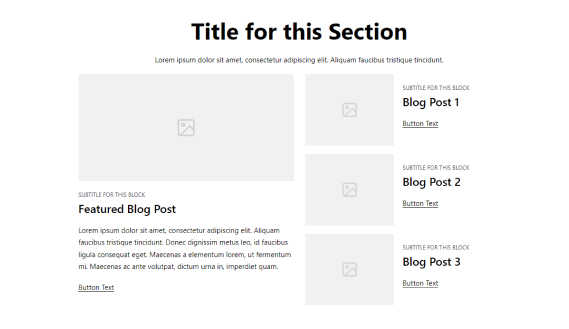 Title for this Section
Lorem ipsum dolor sit amet, consectetur adipiscing elit. Aliquam faucibus tristique tincidunt.
SUBTITLE FOR THIS BLOCK
Featured Blog Post
Lorem ipsum dolor sit amet, consectetur adipiscing elit. Aliquam
faucibus tristique tincidunt. Donec dignissim metus leo, id faucibus
ligula consequat eget. Maecenas a elementum lorem, ut fermentum
mi. Maecenas ac ante volutpat, dictum urna in, imperdiet quam.
Button Text
SUBTITLE FOR THIS BLOCK
Blog Post 1
Button Text
SUBTITLE FOR THIS BLOCK
Blog Post 2
Button Text
SUBTITLE FOR THIS BLOCK
Blog Post 3
Button Text